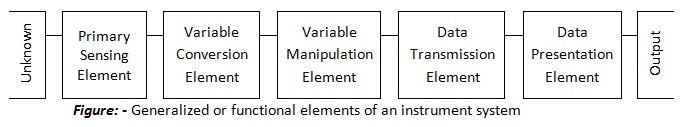 Unknown
Primary
Sensing
Element
Variable
Conversion
Element
Variable
Manipulation
Element
Data
Transmission
Element
Data
Presentation
Element
Output
Figure: - Generalized or functional elements of an instrument system